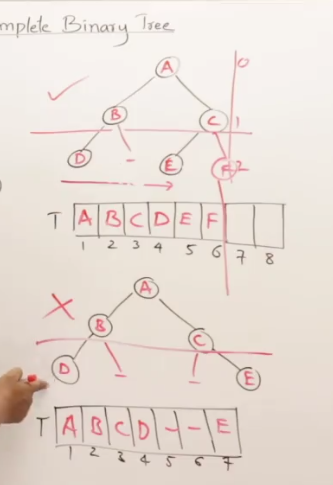 mplete Binary Tree
A
0
B
C
1
D
-
E
F
2
T A B C D E F
1 2 3 4 5 6 7 8
A
B
C
D
-
-
E
T A B C D - - E
1 2 3 4 5 6 7